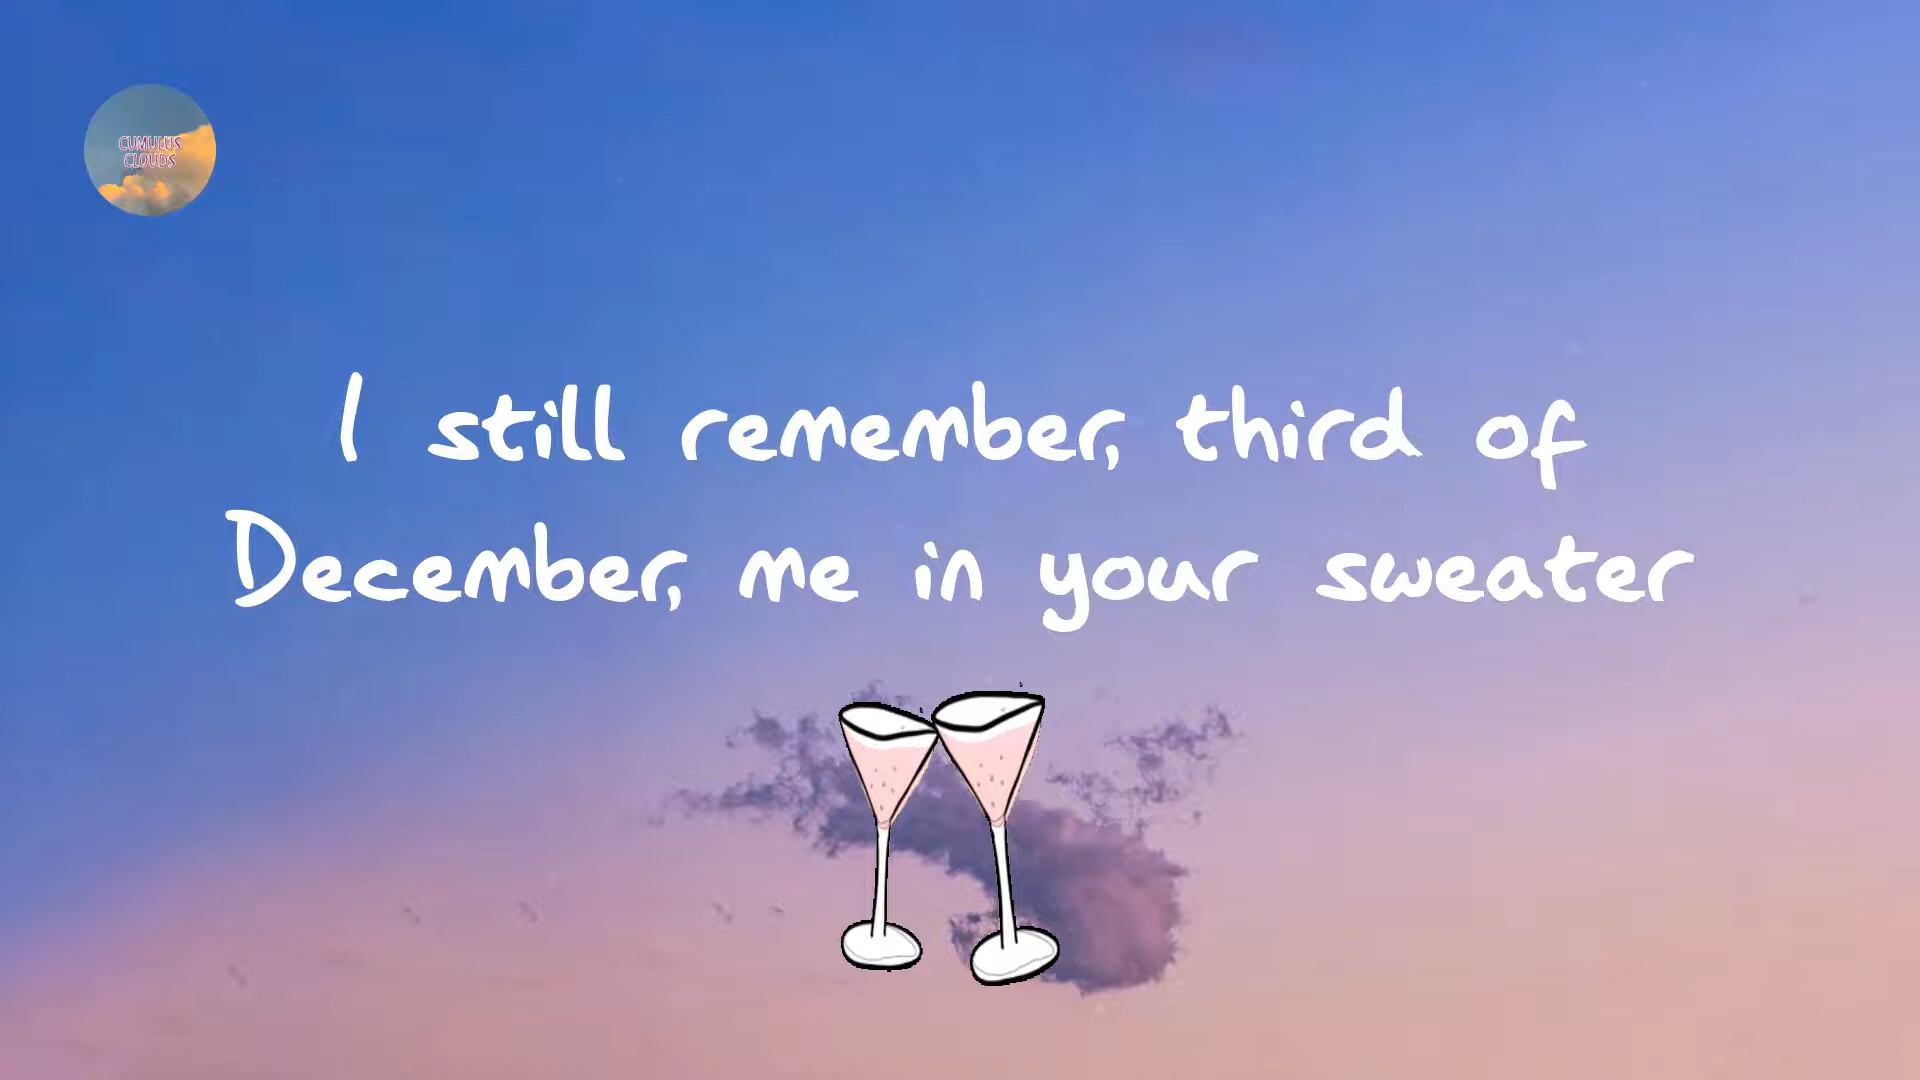 CUMULUS
CLOUDS
I still remember, third of
December, me in your sweater